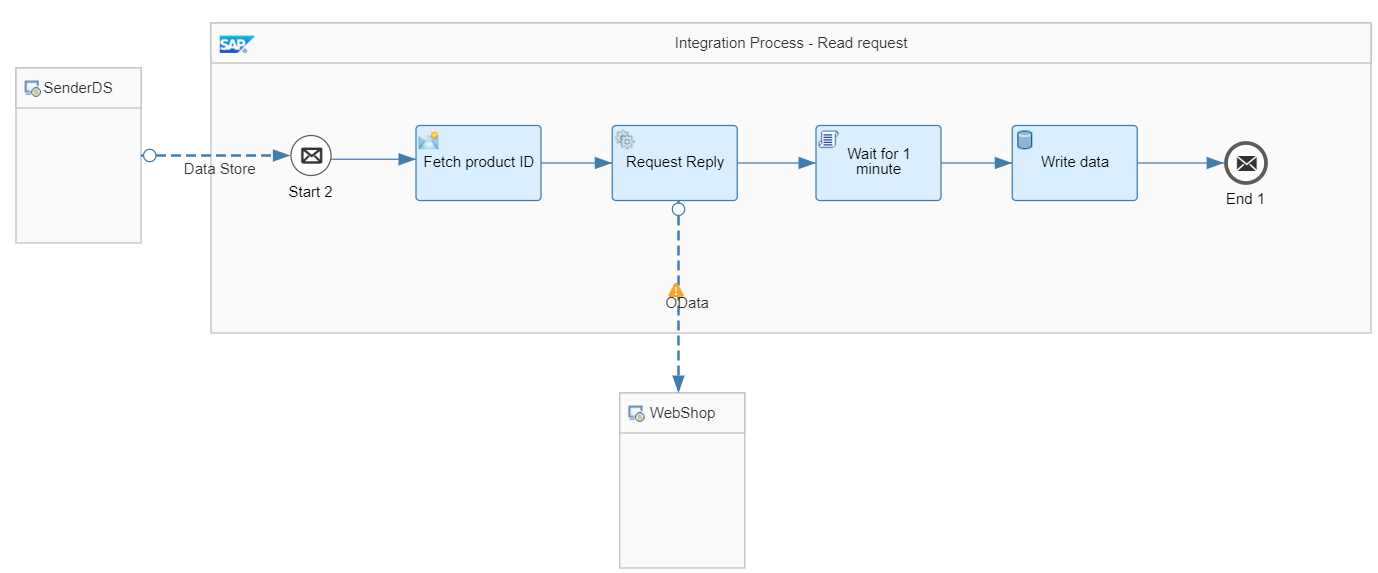 SAP
Integration Process - Read request
SenderDS
Data Store
Start 2
Fetch product ID
Request Reply
Wait for 1
minute
Write data
End 1
OData
WebShop